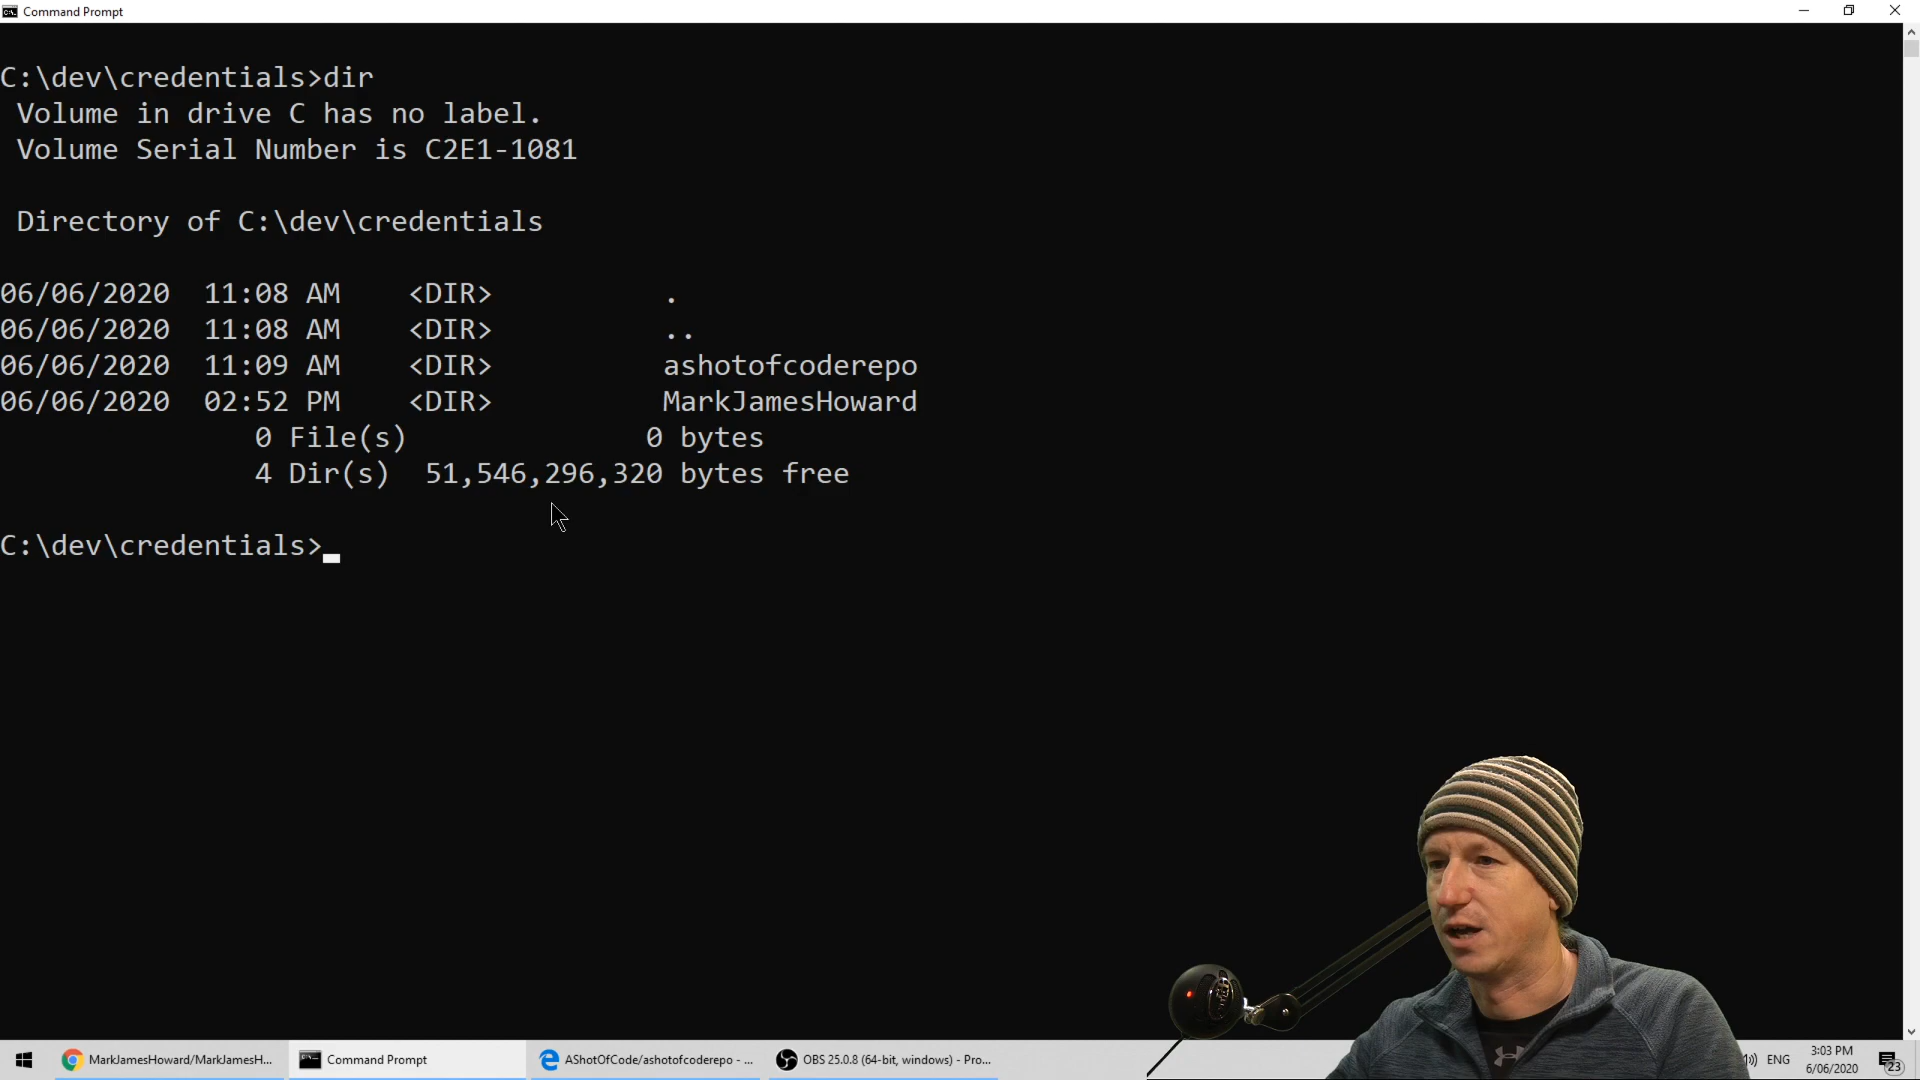 Command Prompt
C:\dev\credentials>dir
Volume in drive C has no label.
Volume Serial Number is C2E1-1081
Directory of C:\dev\credentials
06/06/2020  11:08 AM    <DIR>          .
06/06/2020  11:08 AM    <DIR>          ..
06/06/2020  11:09 AM    <DIR>          ashotofcoderepo
06/06/2020  02:52 PM    <DIR>          MarkJamesHoward
0 File(s)              0 bytes
4 Dir(s)  51,546,296,320 bytes free
C:\dev\credentials>
MarkJamesHoward/MarkJamesH... Command Prompt AShotOfCode/ashotofcoderepo - ... OBS 25.0.8 (64-bit, windows) - Pro... ENG 3:03 PM
6/06/2020 23